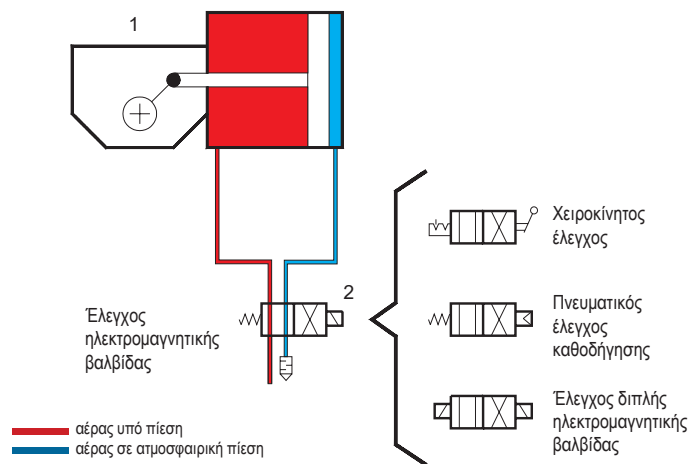 1
2
Έλεγχος
ηλεκτρομαγνητικής
βαλβίδας
Χειροκίνητος
έλεγχος
Πνευματικός
έλεγχος
καθοδήγησης
Έλεγχος διπλής
ηλεκτρομαγνητικής
βαλβίδας
αέρας υπό πίεση
αέρας σε ατμοσφαιρική πίεση